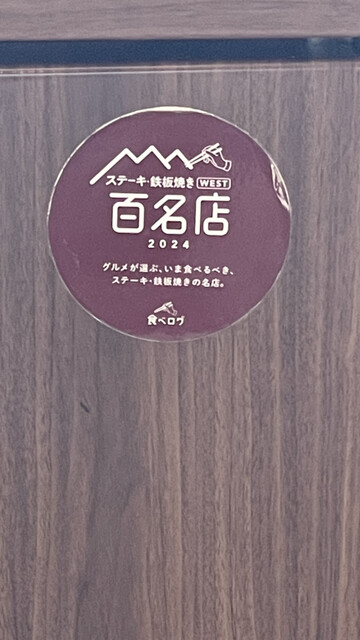 ステーキ・鉄板焼き WEST
百名店
2024
グルメが選ぶ、いま食べるべき、
ステーキ・鉄板焼きの名店。
食べログ